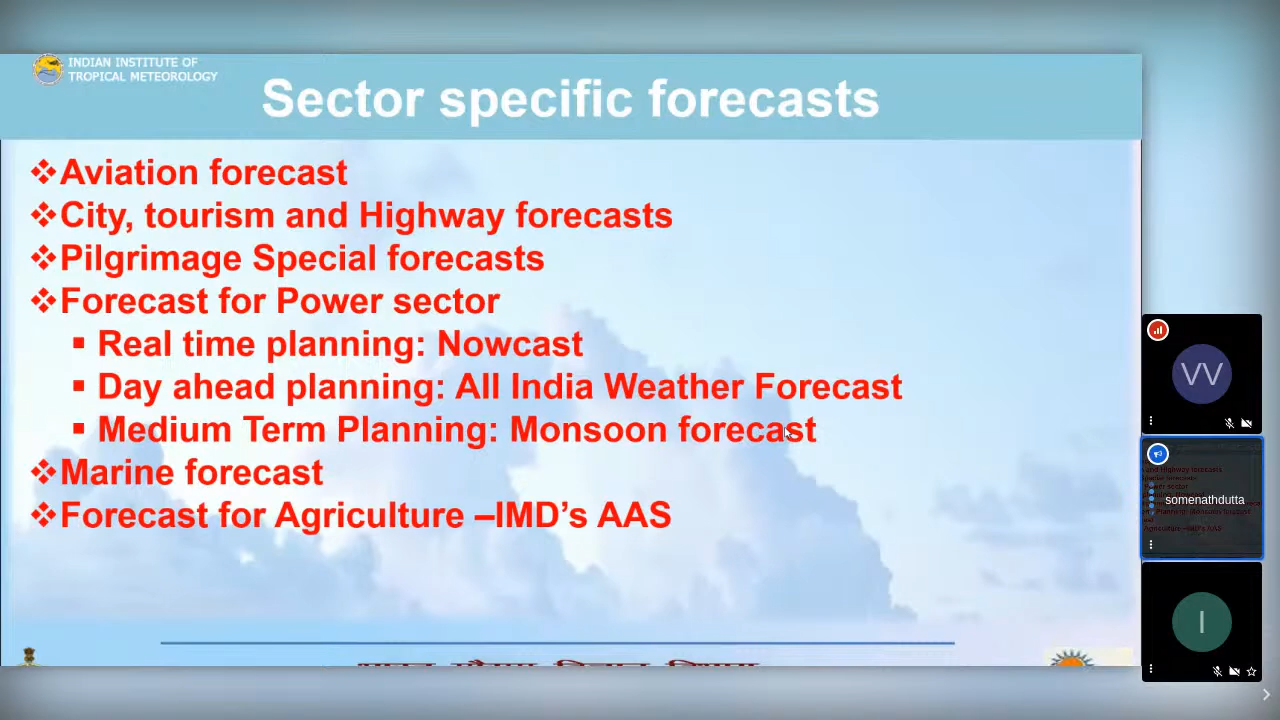 INDIAN INSTITUTE OF
TROPICAL METEOROLOGY
Sector specific forecasts
❖Aviation forecast
❖City, tourism and Highway forecasts
❖Pilgrimage Special forecasts
❖Forecast for Power sector
▪ Real time planning: Nowcast
▪ Day ahead planning: All India Weather Forecast
▪ Medium Term Planning: Monsoon forecast
❖Marine forecast
❖Forecast for Agriculture –IMD’s AAS
VV
somenathdutta
I